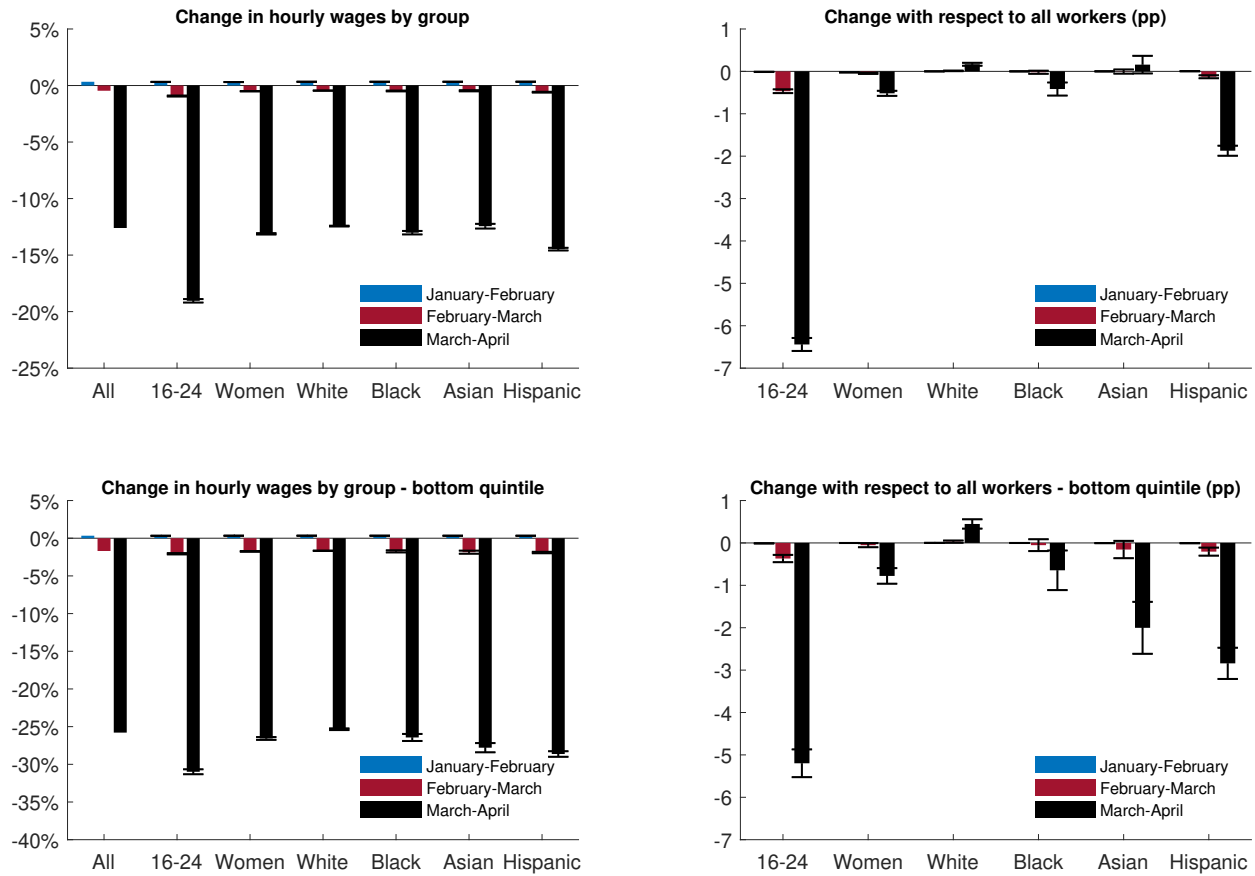 Change in hourly wages by group
5%
0%
-5%
-10%
-15%
-20%
-25%
January-February
February-March
March-April
All 16-24 Women White Black Asian Hispanic
Change with respect to all workers (pp)
1
0
-1
-2
-3
-4
-5
-6
-7
January-February
February-March
March-April
16-24 Women White Black Asian Hispanic
Change in hourly wages by group - bottom quintile
5%
0%
-5%
-10%
-15%
-20%
-25%
-30%
-35%
-40%
January-February
February-March
March-April
All 16-24 Women White Black Asian Hispanic
Change with respect to all workers - bottom quintile (pp)
1
0
-1
-2
-3
-4
-5
-6
-7
January-February
February-March
March-April
16-24 Women White Black Asian Hispanic